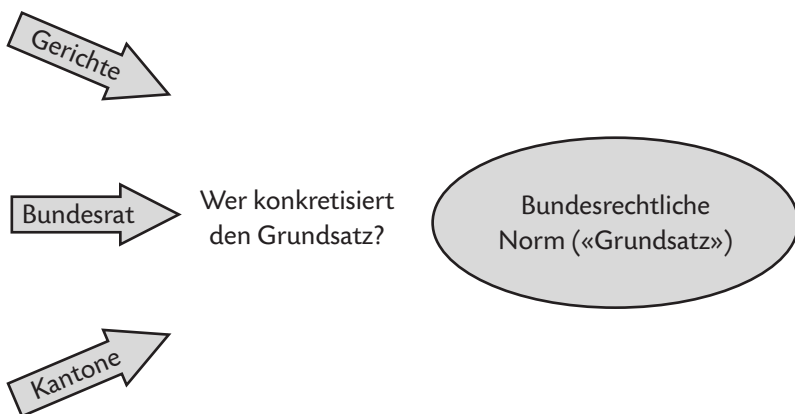 Gerichte
Bundesrat
Kantone
Wer konkretisiert
den Grundsatz?
Bundesrechtliche
Norm («Grundsatz»)